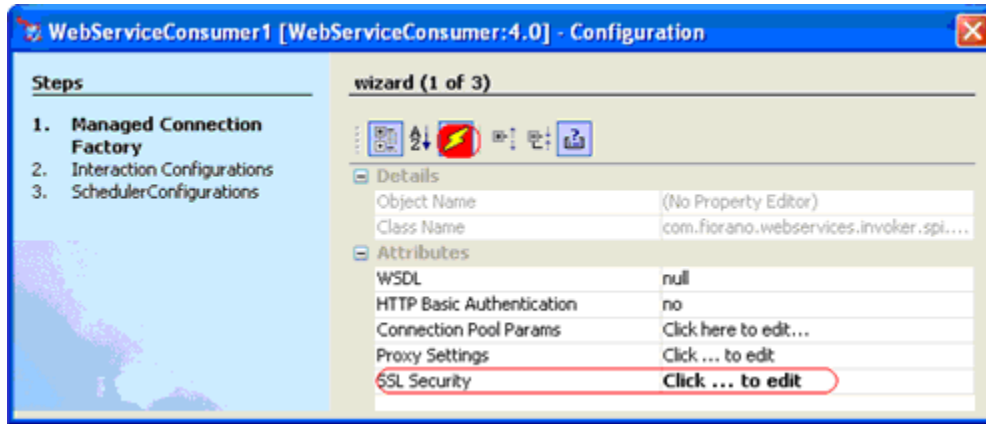 WebServiceConsumer1 [WebServiceConsumer:4.0] - Configuration
Steps
1. Managed Connection
Factory
2. Interaction Configurations
3. SchedulerConfigurations
wizard (1 of 3)
Details
Object Name (No Property Editor)
Class Name com.fiorano.webservices.invoker.spi....
Attributes
WSDL null
HTTP Basic Authentication no
Connection Pool Params Click here to edit...
Proxy Settings Click ... to edit
SSL Security Click ... to edit